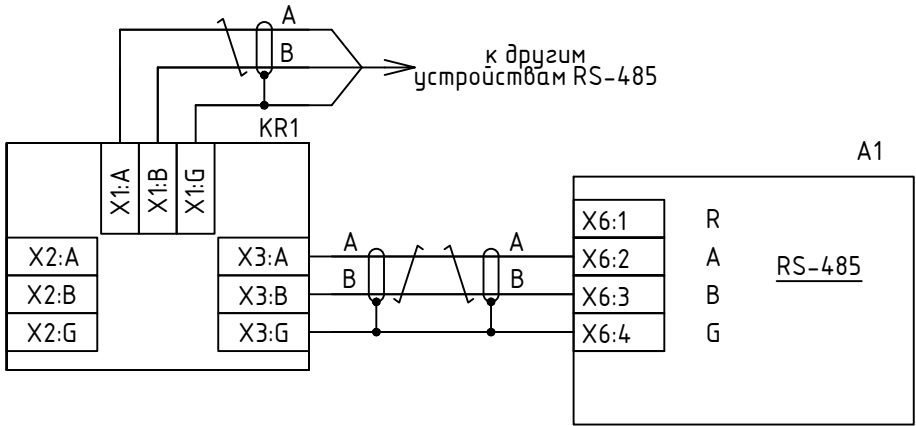 A
B
к другим
устройствам RS-485
KR1
A1
X1:A
X1:B
X1:G
X2:A
X2:B
X2:G
X3:A
X3:B
X3:G
A
B
A
B
X6:1 R
X6:2 A
X6:3 B
X6:4 G
RS-485